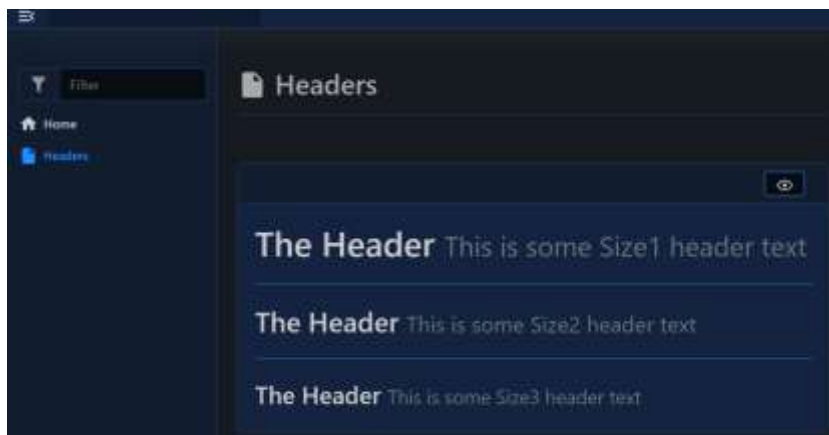 Filter
Headers
Home
Headers
The Header This is some Size1 header text
The Header This is some Size2 header text
The Header This is some Size3 header text